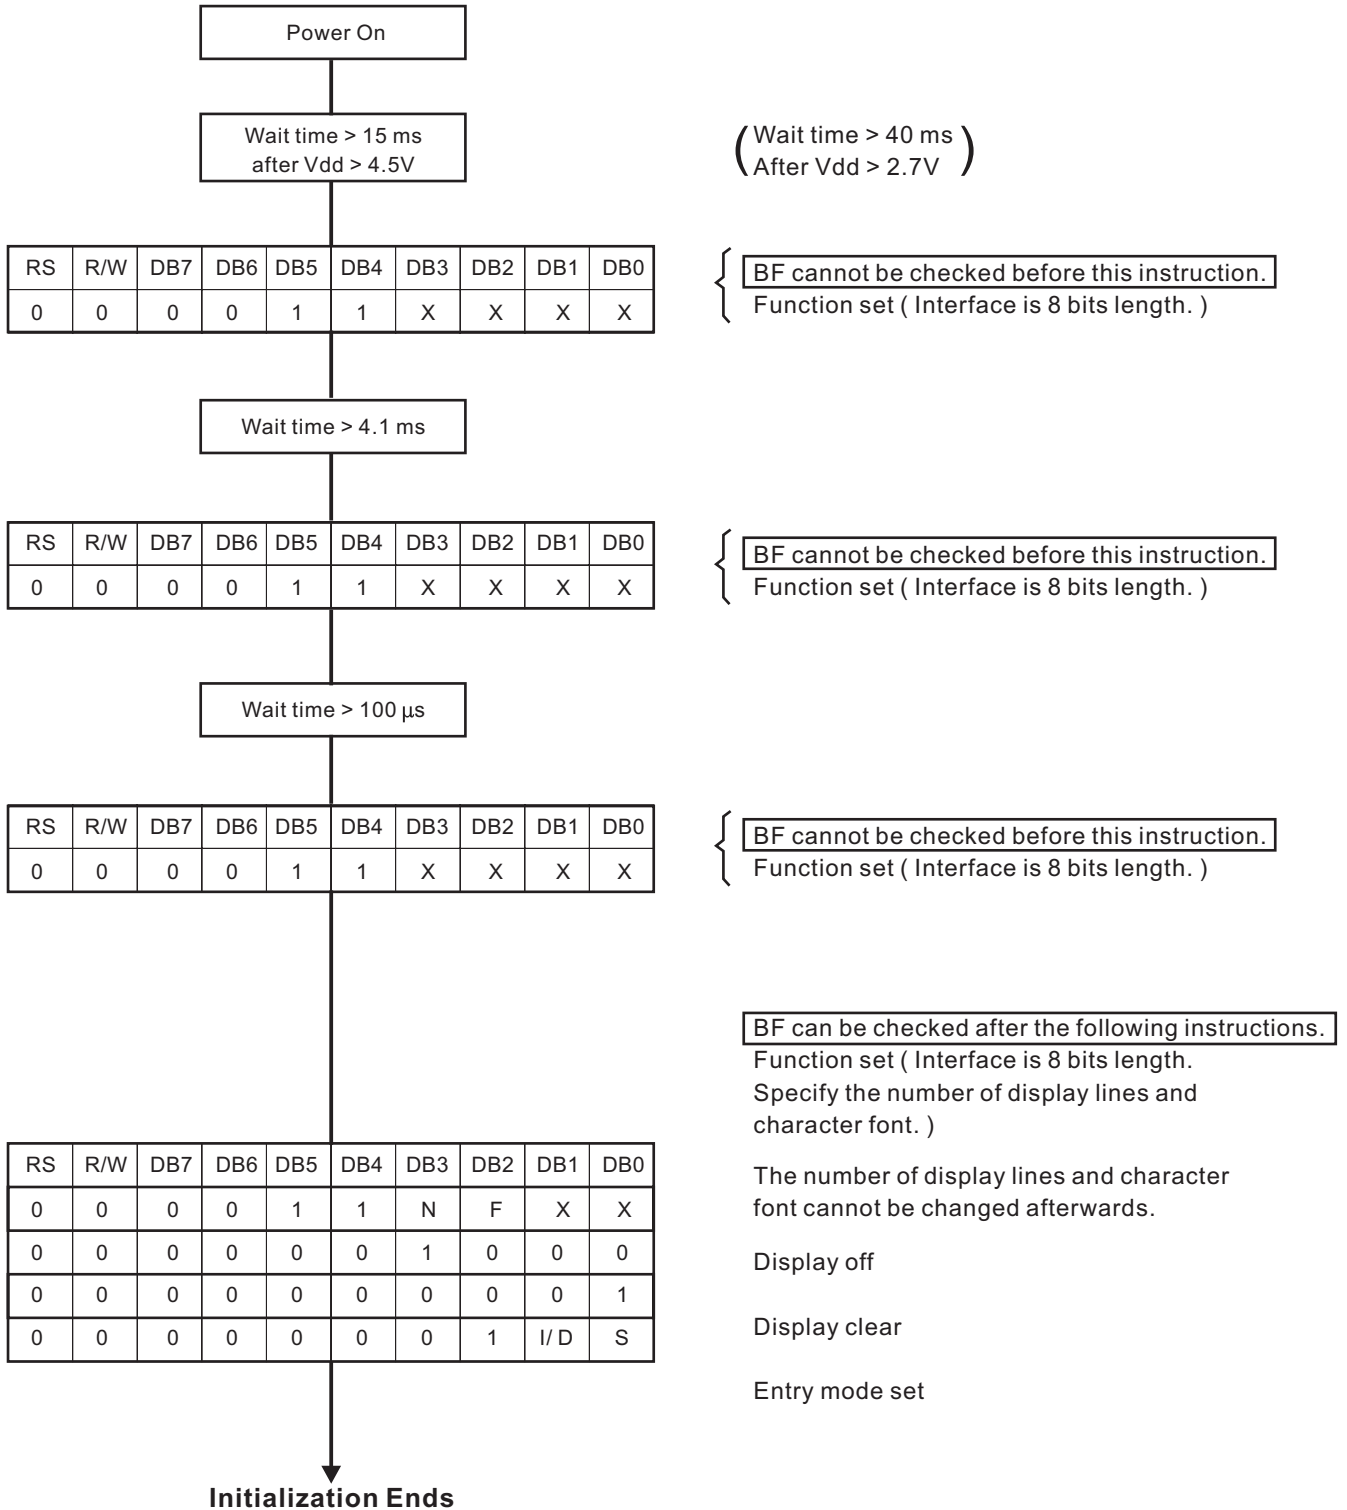 Power On
Wait time > 15 ms
after Vdd > 4.5V
(Wait time > 40 ms
After Vdd > 2.7V)
RS R/W DB7 DB6 DB5 DB4 DB3 DB2 DB1 DB0
0 0 0 0 1 1 X X X X
BF cannot be checked before this instruction.
Function set ( Interface is 8 bits length. )
Wait time > 4.1 ms
RS R/W DB7 DB6 DB5 DB4 DB3 DB2 DB1 DB0
0 0 0 0 1 1 X X X X
BF cannot be checked before this instruction.
Function set ( Interface is 8 bits length. )
Wait time > 100 μs
RS R/W DB7 DB6 DB5 DB4 DB3 DB2 DB1 DB0
0 0 0 0 1 1 X X X X
BF cannot be checked before this instruction.
Function set ( Interface is 8 bits length. )
BF can be checked after the following instructions.
Function set ( Interface is 8 bits length.
Specify the number of display lines and
character font. )
RS R/W DB7 DB6 DB5 DB4 DB3 DB2 DB1 DB0
0 0 0 0 1 1 N F X X
0 0 0 0 0 0 1 0 0 0
0 0 0 0 0 0 0 0 0 1
0 0 0 0 0 0 0 1 I/ D S
The number of display lines and character
font cannot be changed afterwards.
Display off
Display clear
Entry mode set
Initialization Ends